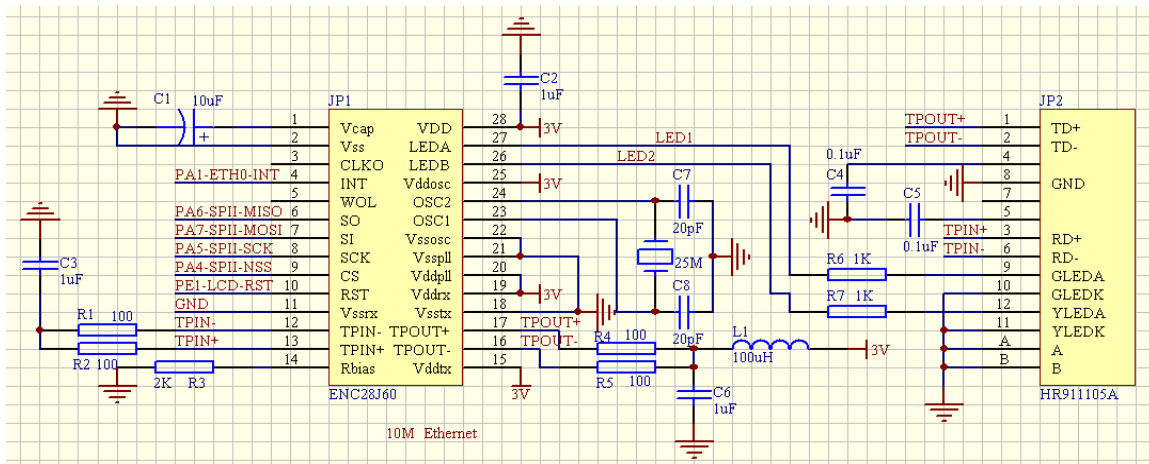 C2
1uF
C1 10uF JP1 JP2
1 Vcap VDD 28 3V TPOUT+ 1 TD+
2 Vss LEDA 27 LED1 TPOUT- 2 TD-
3 CLKO LEDB 26 LED2 0.1uF 4
PA1-ETH0-INT 4 INT Vddosc 25 3V C4 8 GND
5 WOL OSC2 24 C7 7
PA6-SPII-MISO 6 SO OSC1 23 20pF C5 5
PA7-SPII-MOSI 7 SI Vssosc 22 TPIN+ 3 RD+
PA5-SPII-SCK 8 SCK Vsspll 21 25M 0.1uF TPIN- 6 RD-
C3 PA4-SPII-NSS 9 CS Vddpll 20 R6 1K 9 GLEDA
1uF PE1-LCD-RST 10 RST Vddrx 19 3V C8 10 GLEDK
GND 11 Vssrx Vsstx 18 R7 1K 12 YLEDA
R1 100 TPIN- 12 TPIN- TPOUT+ 17 TPOUT+ R4 100 20pF L1 11 YLEDK
R2 100 TPIN+ 13 TPIN+ TPOUT- 16 TPOUT- 100uH 3V A A
2K R3 14 Rbias Vddtx 15 R5 100 B B
ENC28J60 3V C6 HR911105A
1uF
10M Ethernet